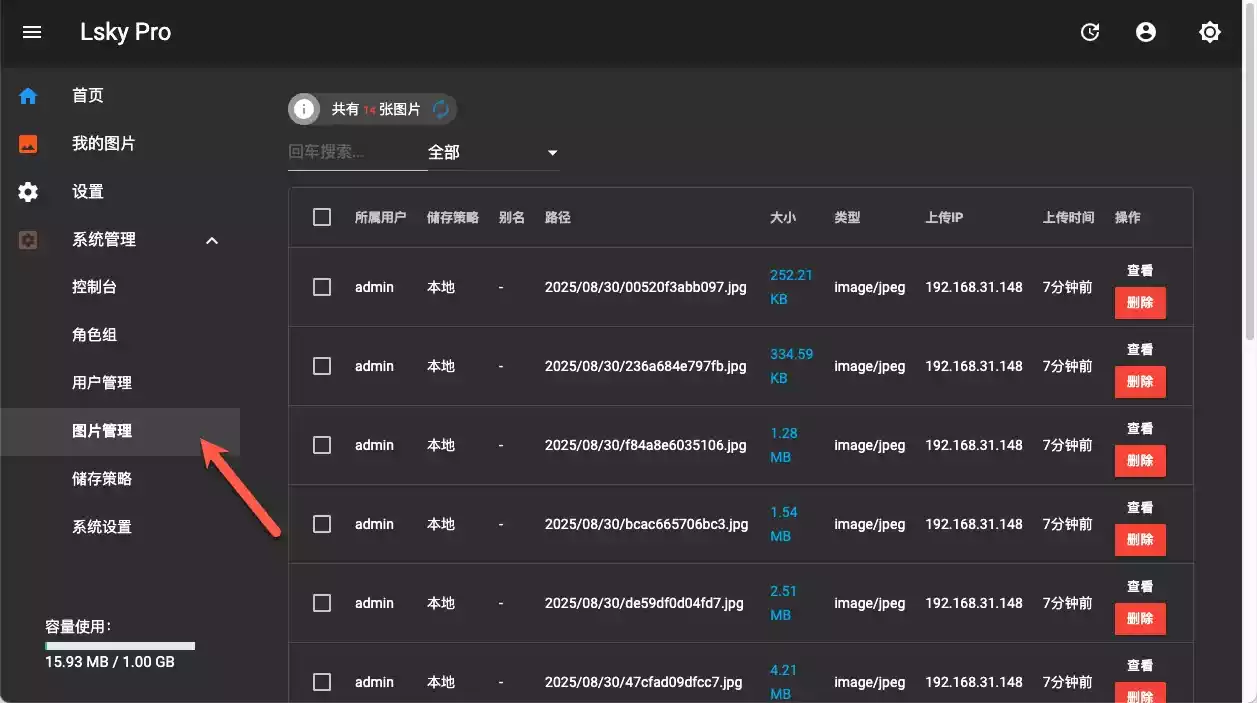 Lsky Pro
首页
我的图片
设置
系统管理
控制台
角色组
用户管理
图片管理
储存策略
系统设置
容量使用：
15.93 MB / 1.00 GB
共有 14 张图片
回车搜索...
全部
所属用户 储存策略 别名 路径 大小 类型 上传IP 上传时间 操作
admin 本地 - 2025/08/30/00520f3abb097.jpg 252.21 KB image/jpeg 192.168.31.148 7分钟前 查看 删除
admin 本地 - 2025/08/30/236a684e797fb.jpg 334.59 KB image/jpeg 192.168.31.148 7分钟前 查看 删除
admin 本地 - 2025/08/30/f84a8e6035106.jpg 1.28 MB image/jpeg 192.168.31.148 7分钟前 查看 删除
admin 本地 - 2025/08/30/bcac665706bc3.jpg 1.54 MB image/jpeg 192.168.31.148 7分钟前 查看 删除
admin 本地 - 2025/08/30/de59df0d04fd7.jpg 2.51 MB image/jpeg 192.168.31.148 7分钟前 查看 删除
admin 本地 - 2025/08/30/47cfad09dfcc7.jpg 4.21 MB image/jpeg 192.168.31.148 7分钟前 查看 删除